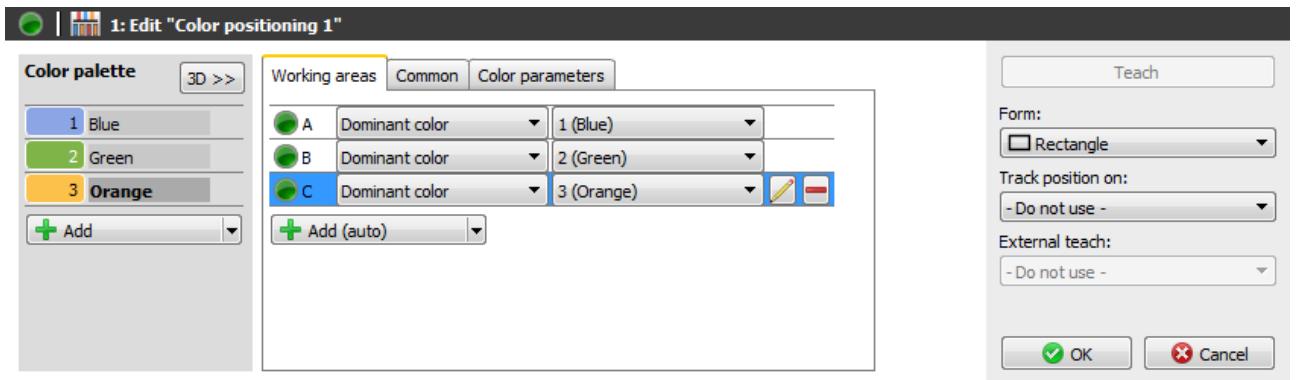 1: Edit "Color positioning 1"
Color palette
3D >>
1 Blue
2 Green
3 Orange
Add
Working areas Common Color parameters
A Dominant color 1 (Blue)
B Dominant color 2 (Green)
C Dominant color 3 (Orange)
Add (auto)
Teach
Form:
Rectangle
Track position on:
- Do not use -
External teach:
- Do not use -
OK Cancel